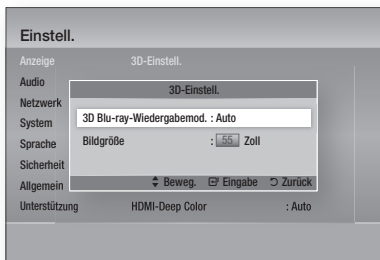 Einstell.
Anzeige 3D-Einstell.
Audio
3D-Einstell.
Netzwerk
3D Blu-ray-Wiedergabemod. : Auto
System
Sprache
Bildgröße : 55 Zoll
Sicherheit
Allgemein
Beweg. Eingabe Zurück
Unterstützung HDMI-Deep Color : Auto